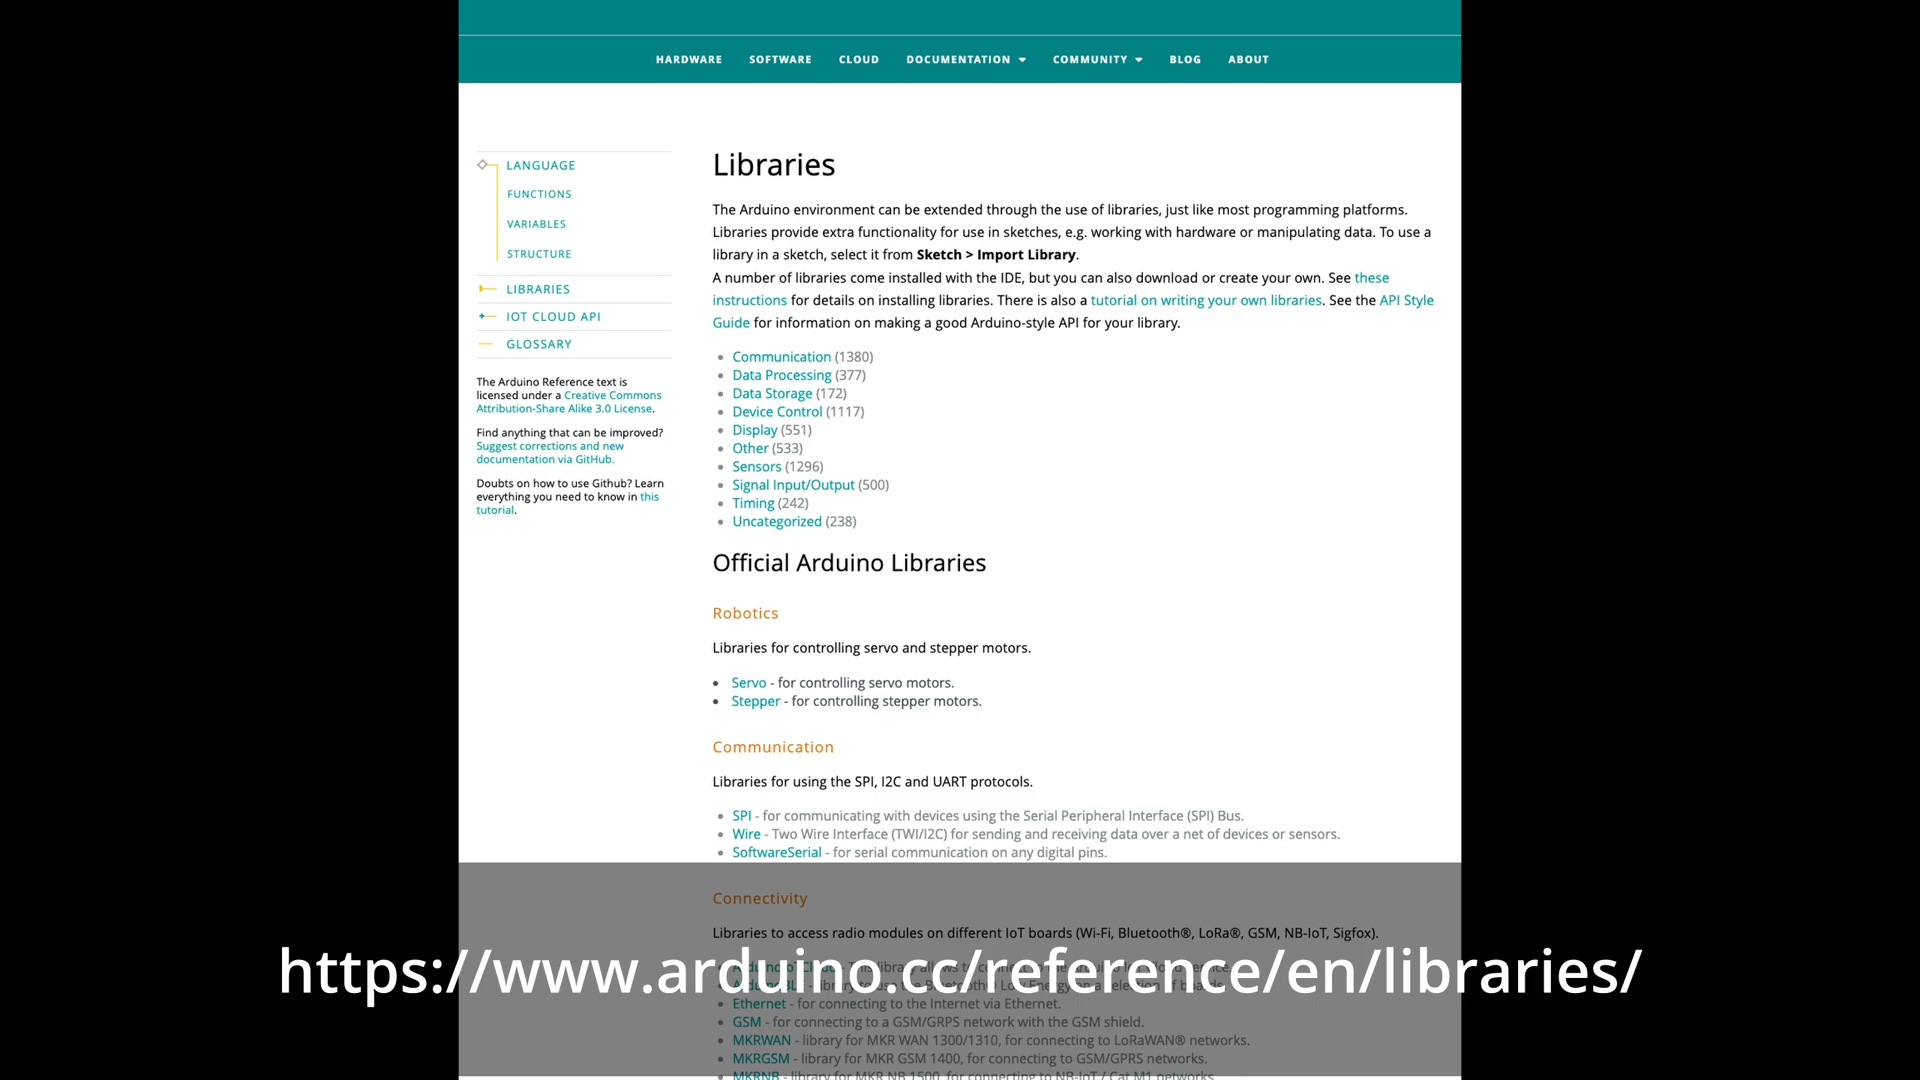 HARDWARE SOFTWARE CLOUD DOCUMENTATION COMMUNITY BLOG ABOUT
LANGUAGE
FUNCTIONS
VARIABLES
STRUCTURE
LIBRARIES
IOT CLOUD API
GLOSSARY
The Arduino Reference text is
licensed under a Creative Commons
Attribution-Share Alike 3.0 License.
Find anything that can be improved?
Suggest corrections and new
documentation via GitHub.
Doubts on how to use Github? Learn
everything you need to know in this
tutorial.
Libraries
The Arduino environment can be extended through the use of libraries, just like most programming platforms.
Libraries provide extra functionality for use in sketches, e.g. working with hardware or manipulating data. To use a
library in a sketch, select it from Sketch > Import Library.
A number of libraries come installed with the IDE, but you can also download or create your own. See these
instructions for details on installing libraries. There is also a tutorial on writing your own libraries. See the API Style
Guide for information on making a good Arduino-style API for your library.
Communication (1380)
Data Processing (377)
Data Storage (172)
Device Control (1117)
Display (551)
Other (533)
Sensors (1296)
Signal Input/Output (500)
Timing (242)
Uncategorized (238)
Official Arduino Libraries
Robotics
Libraries for controlling servo and stepper motors.
Servo - for controlling servo motors.
Stepper - for controlling stepper motors.
Communication
Libraries for using the SPI, I2C and UART protocols.
SPI - for communicating with devices using the Serial Peripheral Interface (SPI) Bus.
Wire - Two Wire Interface (TWI/I2C) for sending and receiving data over a net of devices or sensors.
SoftwareSerial - for serial communication on any digital pins.
Connectivity
Libraries to access radio modules on different IoT boards (Wi-Fi, Bluetooth®, LoRa®, GSM, NB-IoT, Sigfox).
https://www.arduino.cc/reference/en/libraries/
Ethernet - for connecting to the Internet via Ethernet.
GSM - for connecting to a GSM/GRPS network with the GSM shield.
MKRWAN - library for MKR WAN 1300/1310, for connecting to LoRaWAN® networks.
MKRGSM - library for MKR GSM 1400, for connecting to GSM/GPRS networks.
MKRNB - library for MKR NB 1500, for connecting to NB-IoT / Cat M1 networks.